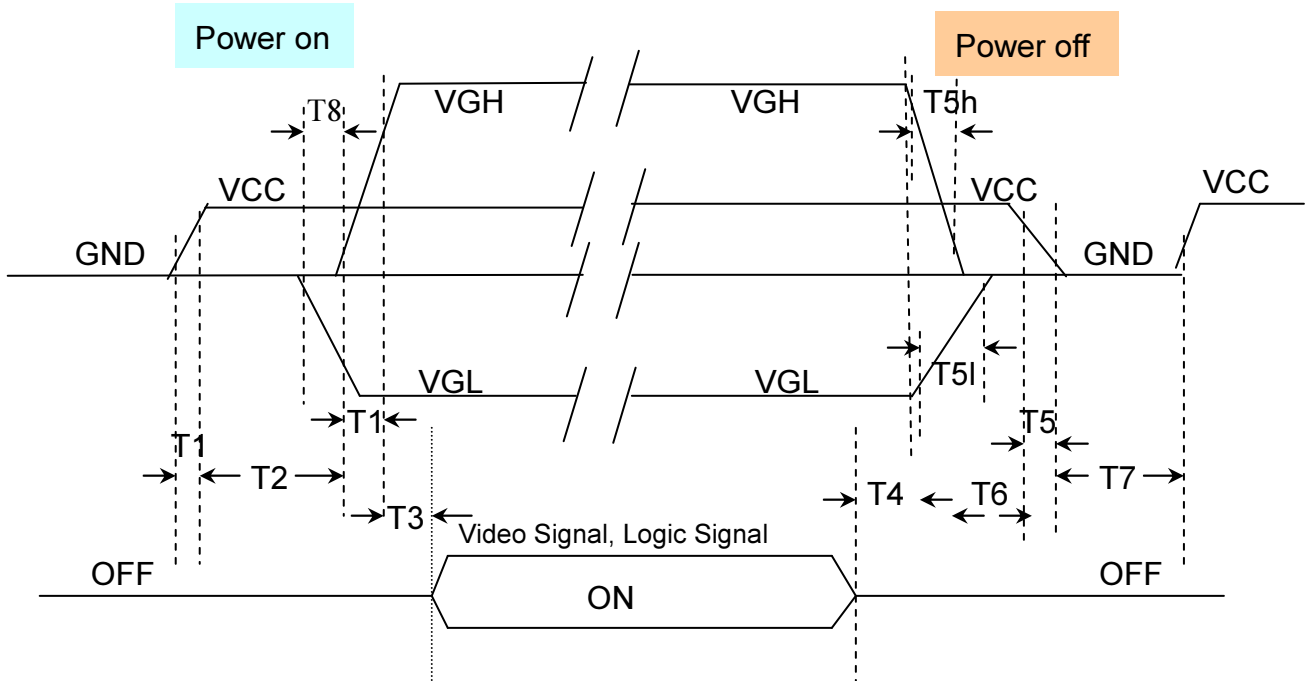 Power on
Power off
VGH
VGH
T8
T5h
VCC
VCC
VCC
GND
GND
VGL
VGL
T5l
T1
T1
T5
T2
T7
T4
T6
T3
Video Signal, Logic Signal
OFF
OFF
ON